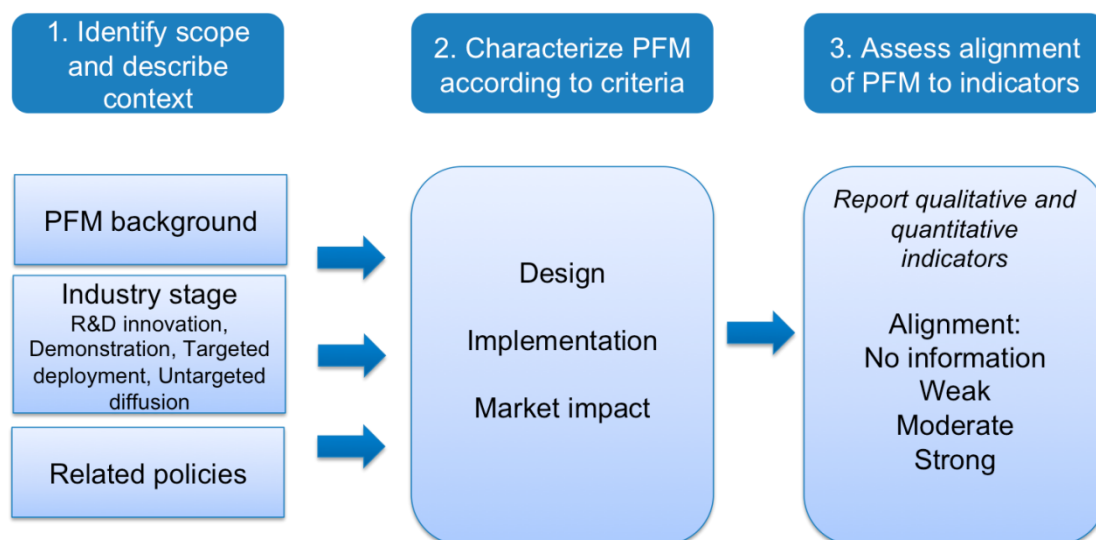 1. Identify scope
and describe
context
2. Characterize PFM
according to criteria
3. Assess alignment
of PFM to indicators
PFM background
Industry stage
R&D innovation,
Demonstration, Targeted
deployment, Untargeted
diffusion
Related policies
Design
Implementation
Market impact
Report qualitative and
quantitative
indicators
Alignment:
No information
Weak
Moderate
Strong